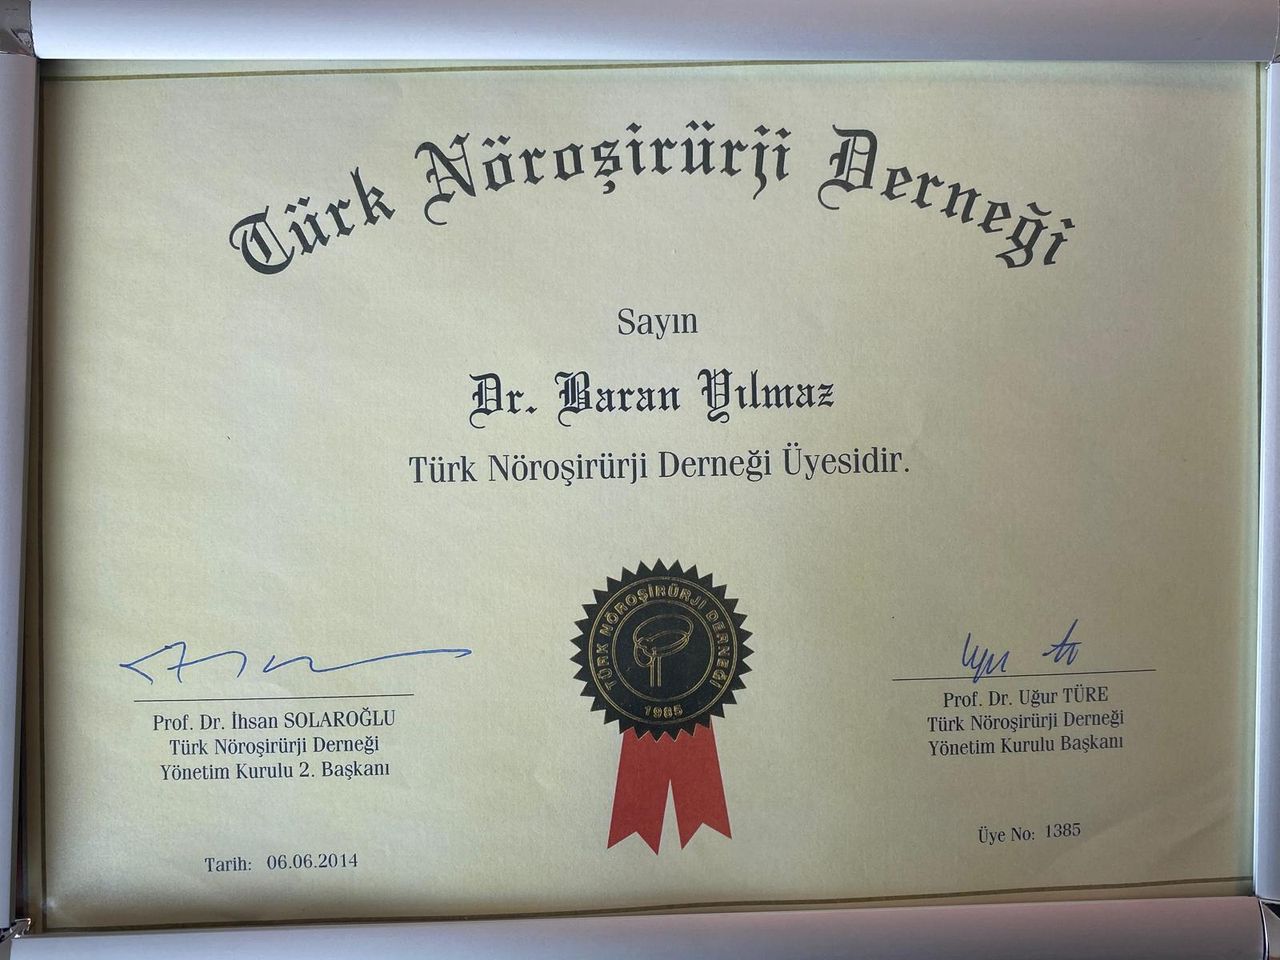 Türk Nöroşirürji Derneği
Sayın
Dr. Baran Yılmaz
Türk Nöroşirürji Derneği Üyesidir.
TÜRK NÖROŞİRÜRJİ DERNEĞİ
1985
Prof. Dr. İhsan SOLAROĞLU
Türk Nöroşirürji Derneği
Yönetim Kurulu 2. Başkanı
Prof. Dr. Uğur TÜRE
Türk Nöroşirürji Derneği
Yönetim Kurulu Başkanı
Tarih: 06.06.2014
Üye No: 1385